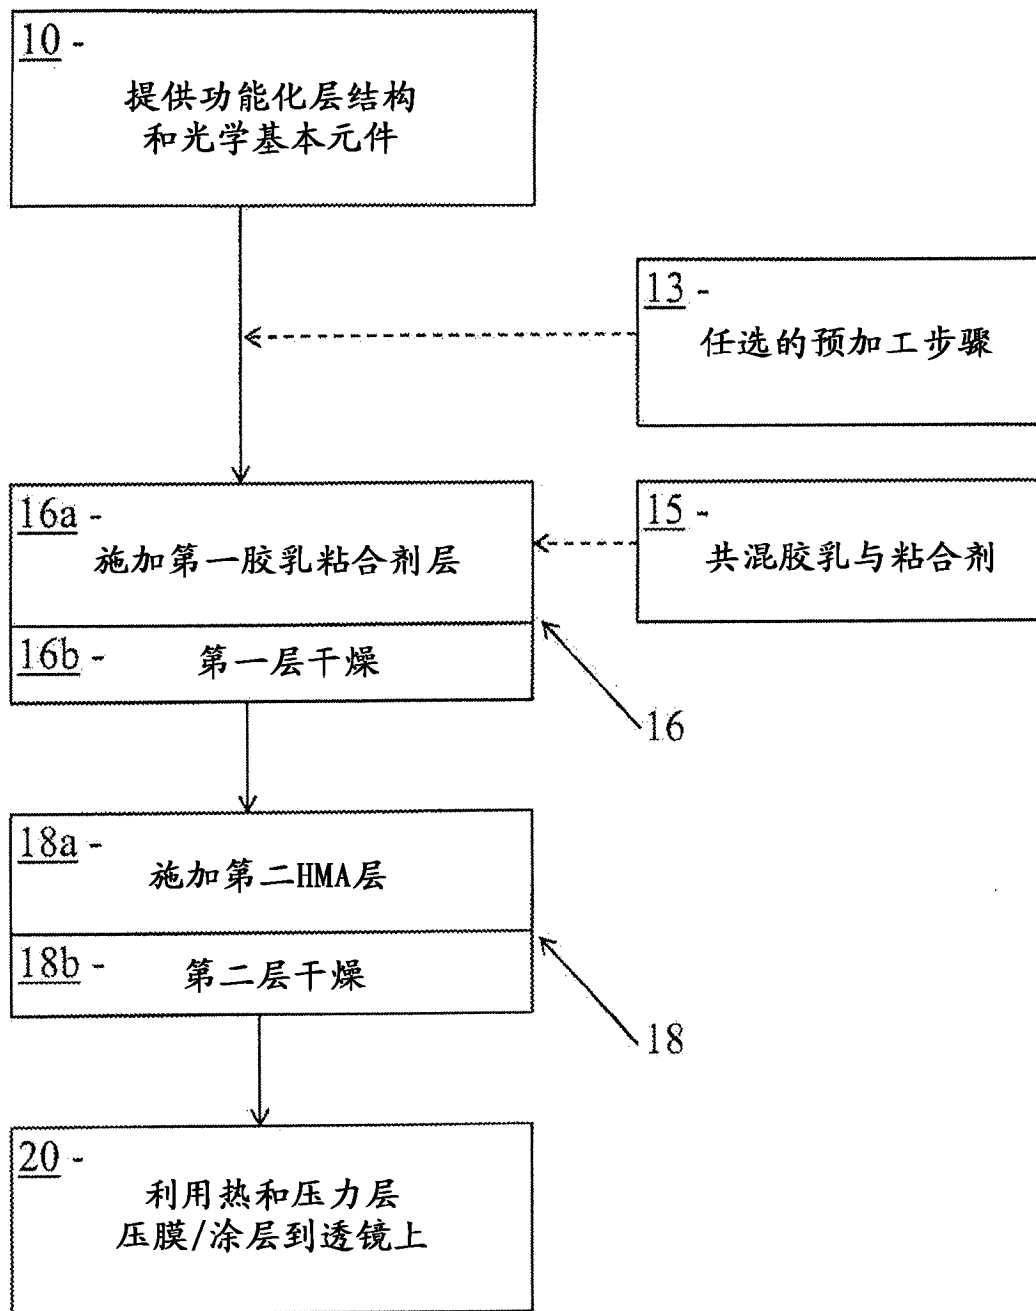 10 -
提供功能化层结构
和光学基本元件
13 -
任选的预加工步骤
16a -
施加第一胶乳粘合剂层
15 -
共混胶乳与粘合剂
16b - 第一层干燥
16
18a -
施加第二HMA层
18b - 第二层干燥
18
20 -
利用热和压力层
压膜/涂层到透镜上